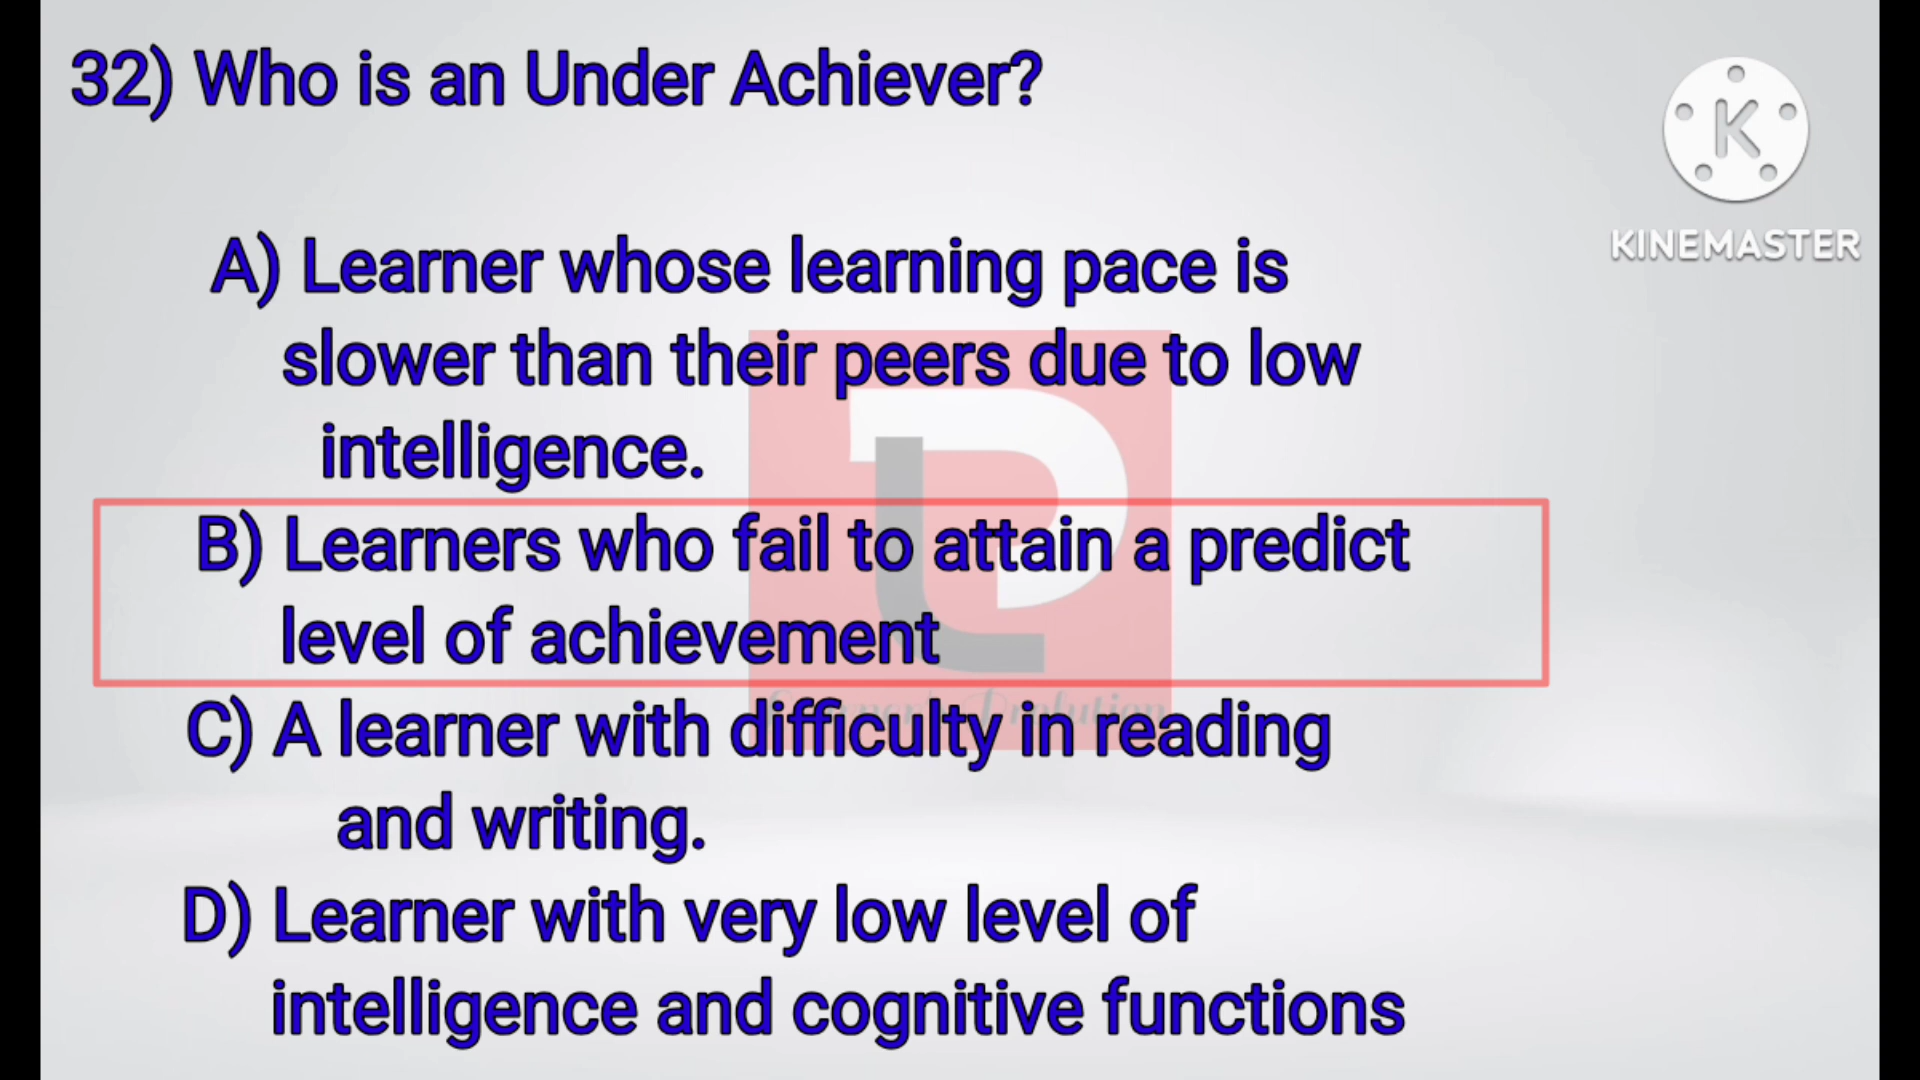 32) Who is an Under Achiever?
KINEMASTER
A) Learner whose learning pace is
slower than their peers due to low
intelligence.
B) Learners who fail to attain a predict
level of achievement
C) A learner with difficulty in reading
and writing.
D) Learner with very low level of
intelligence and cognitive functions